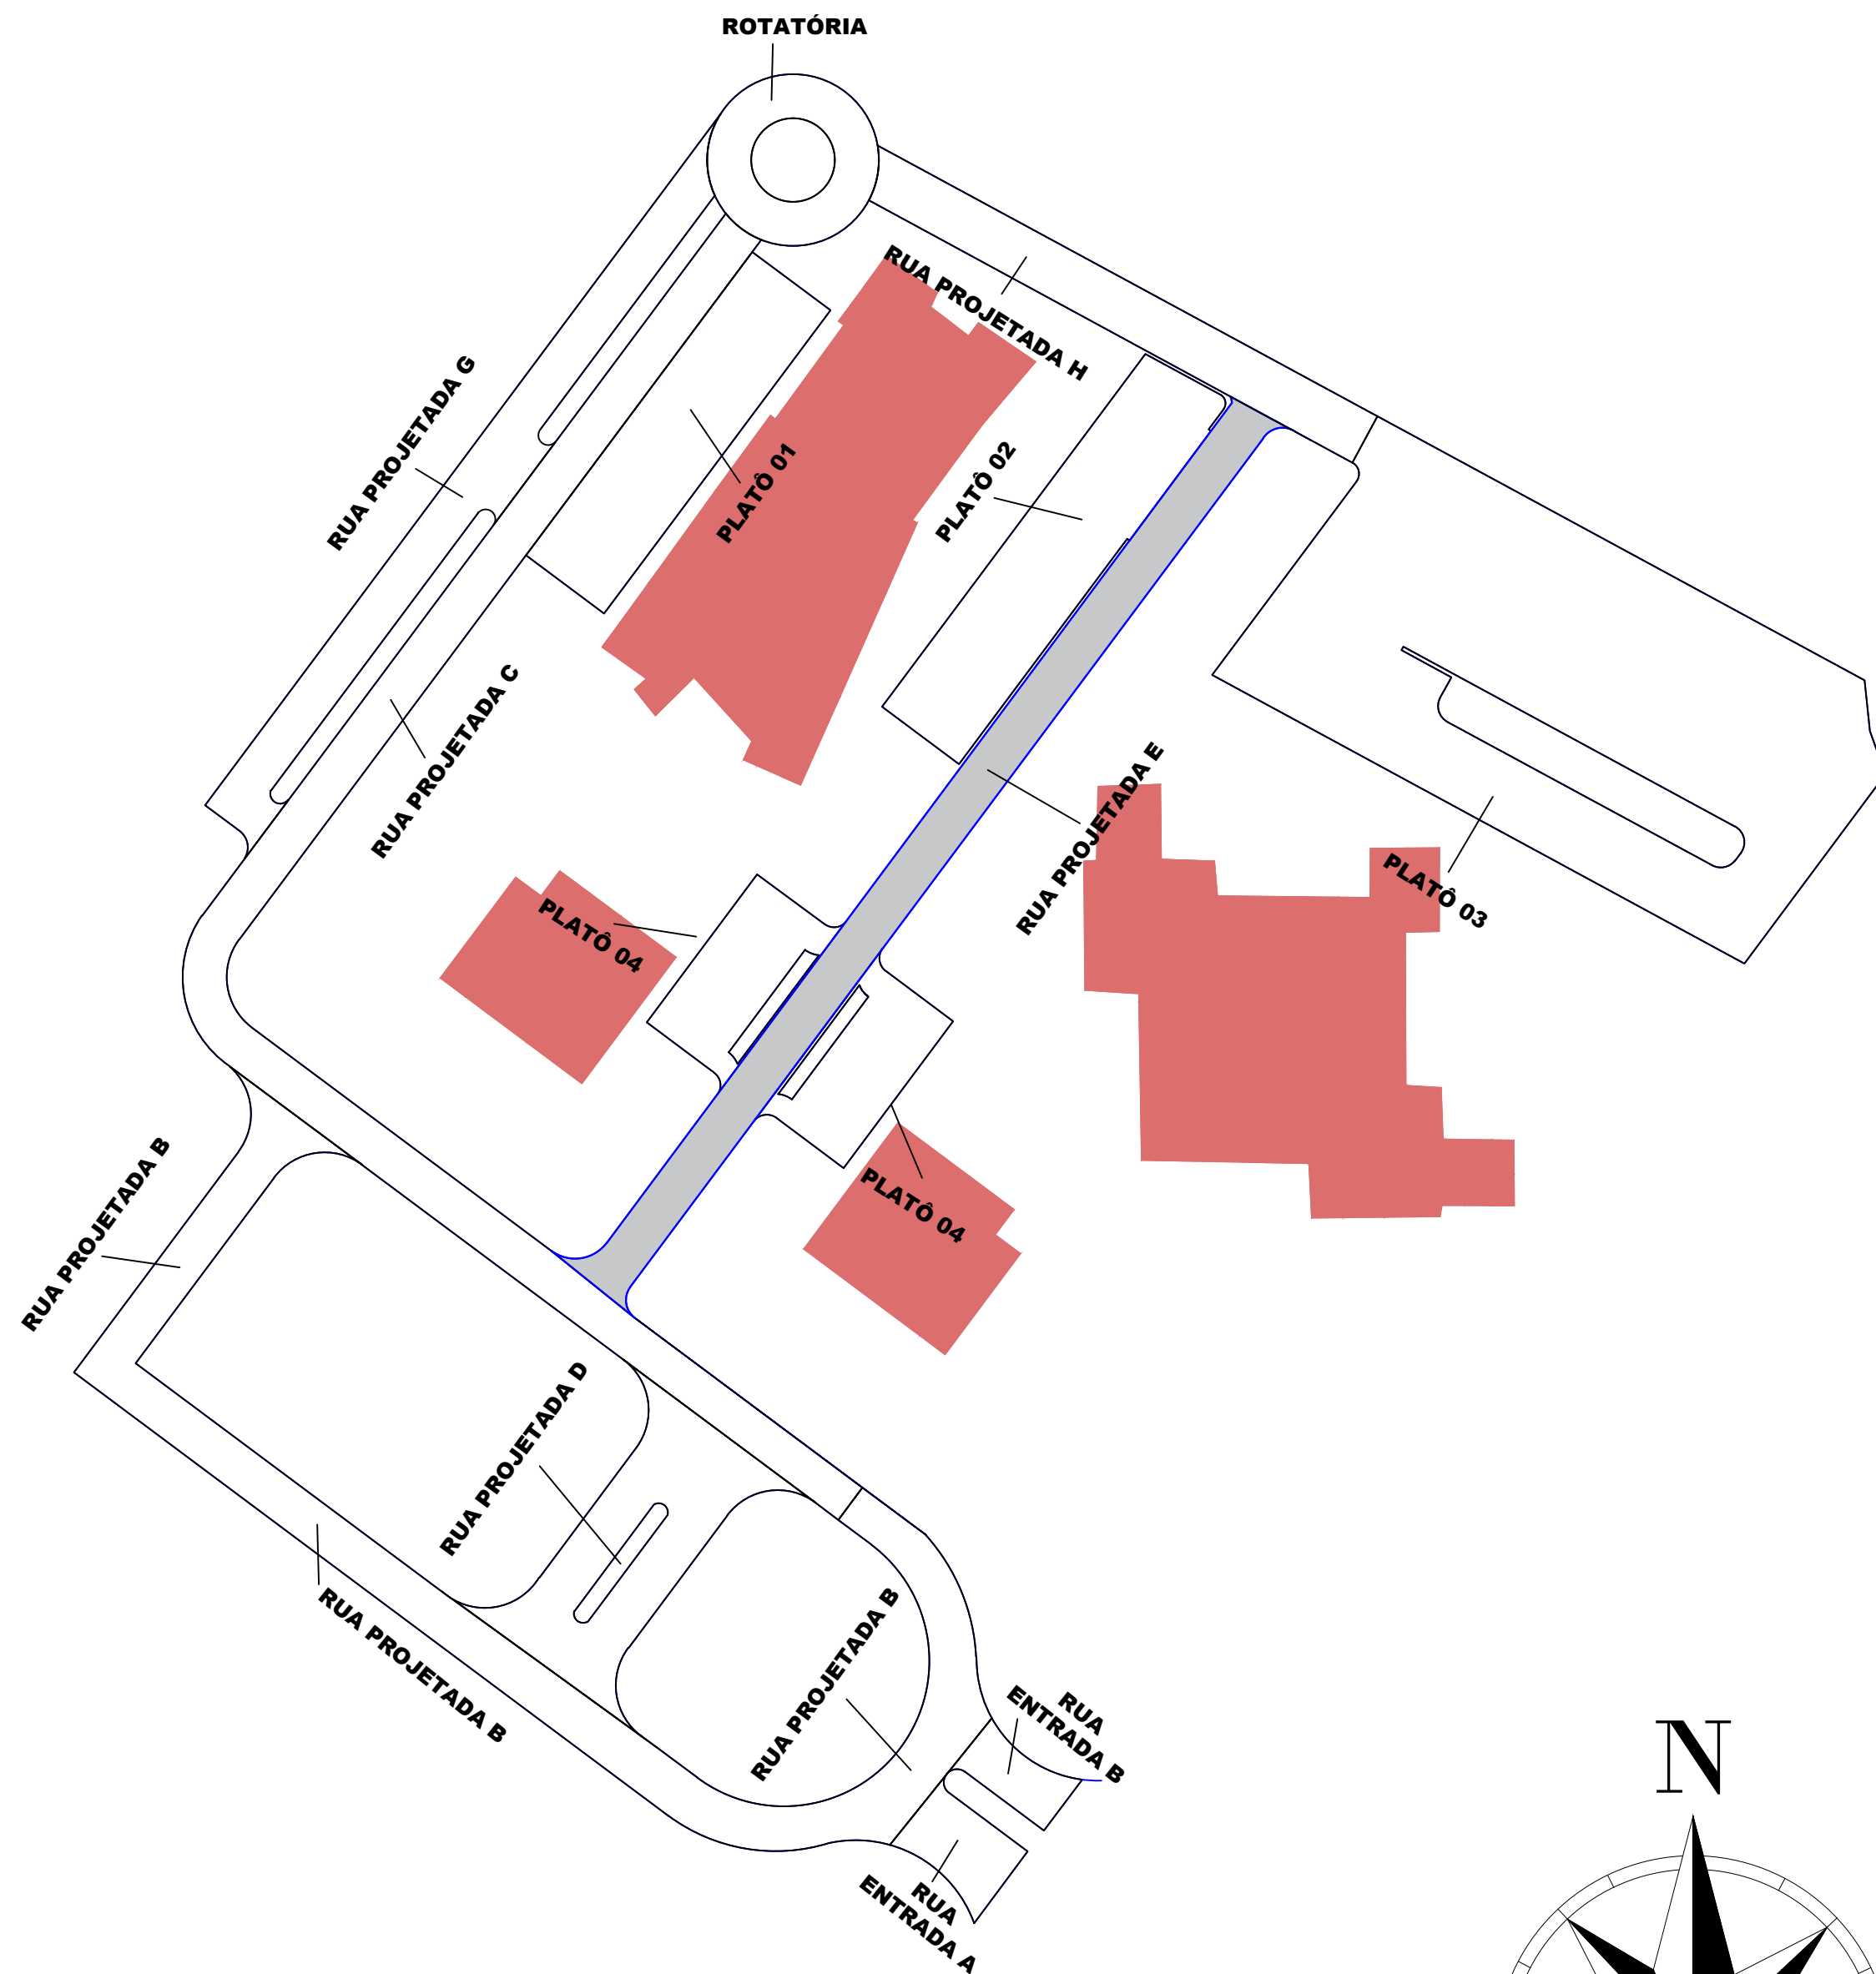 ROTATÓRIA
RUA PROJETADA H
RUA PROJETADA G
PLATÔ 01
PLATÔ 02
RUA PROJETADA C
RUA PROJETADA E
PLATÔ 03
PLATÔ 04
PLATÔ 04
RUA PROJETADA B
RUA PROJETADA D
RUA PROJETADA B
RUA PROJETADA B
RUA
ENTRADA B
RUA
ENTRADA A
N